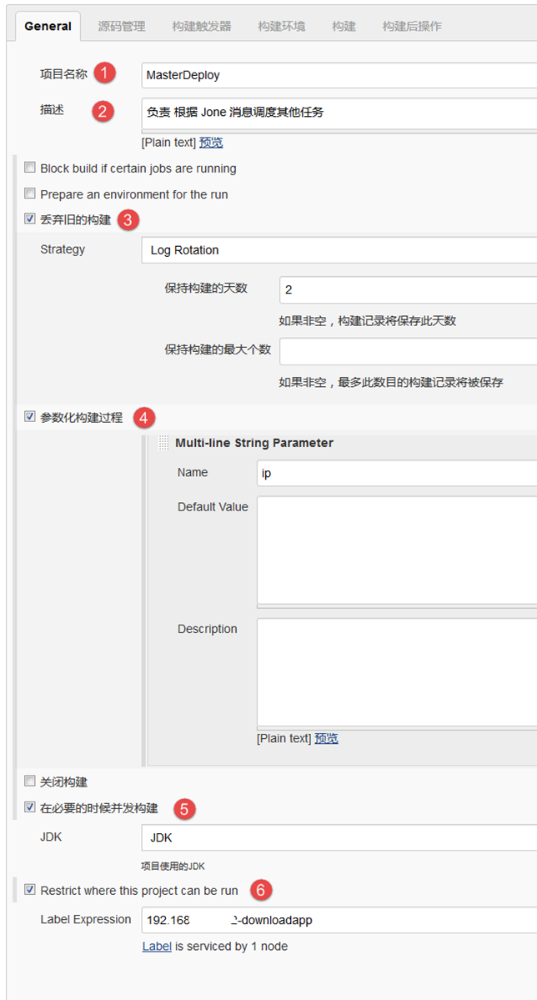 General 源码管理 构建触发器 构建环境 构建 构建后操作
项目名称 1 MasterDeploy
描述 2 负责 根据 Jone 消息调度其他任务
[Plain text] 预览
Block build if certain jobs are running
Prepare an environment for the run
丢弃旧的构建 3
Strategy Log Rotation
保持构建的天数 2
如果非空，构建记录将保存此天数
保持构建的最大个数
如果非空，最多此数目的构建记录将被保存
参数化构建过程 4
Multi-line String Parameter
Name ip
Default Value
Description
[Plain text] 预览
关闭构建
在必要的时候并发构建 5
JDK JDK
项目使用的JDK
Restrict where this project can be run 6
Label Expression 192.168 -downloadapp
Label is serviced by 1 node